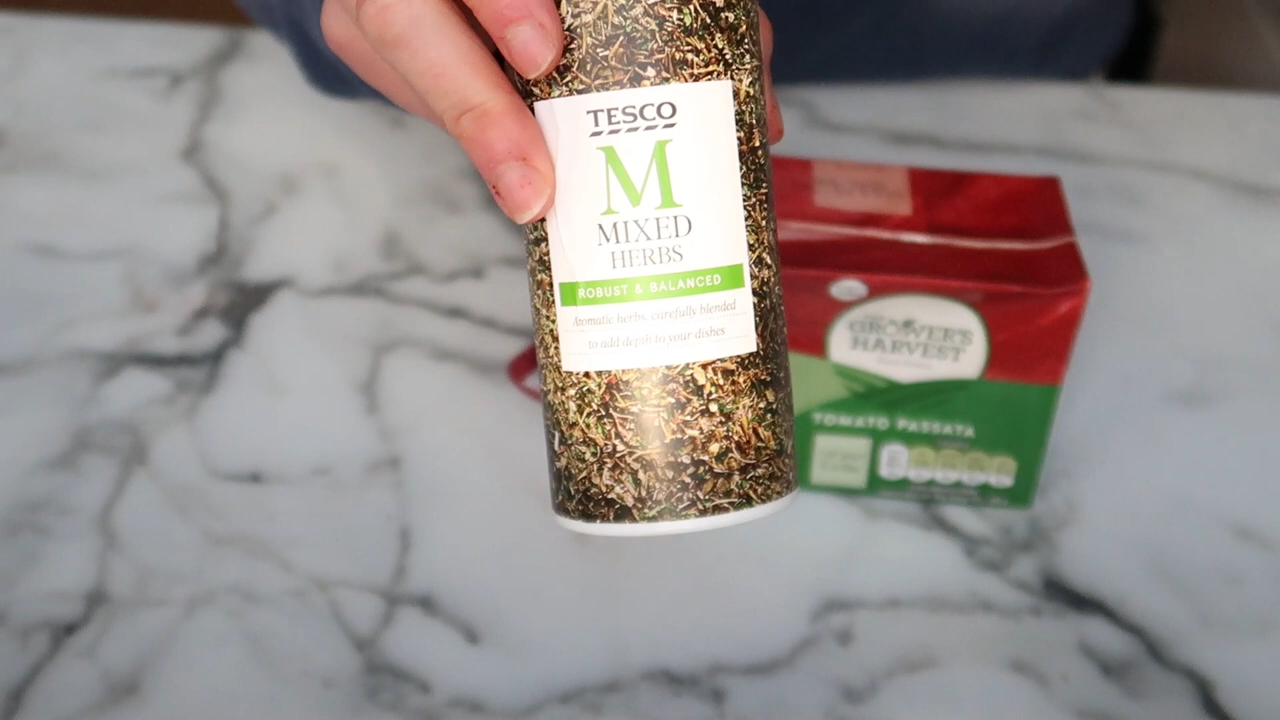 TESCO
M
MIXED
HERBS
ROBUST & BALANCED
Aromatic herbs, carefully blended
to add depth to your dishes
GROWER'S
HARVEST
TOMATO PASSATA